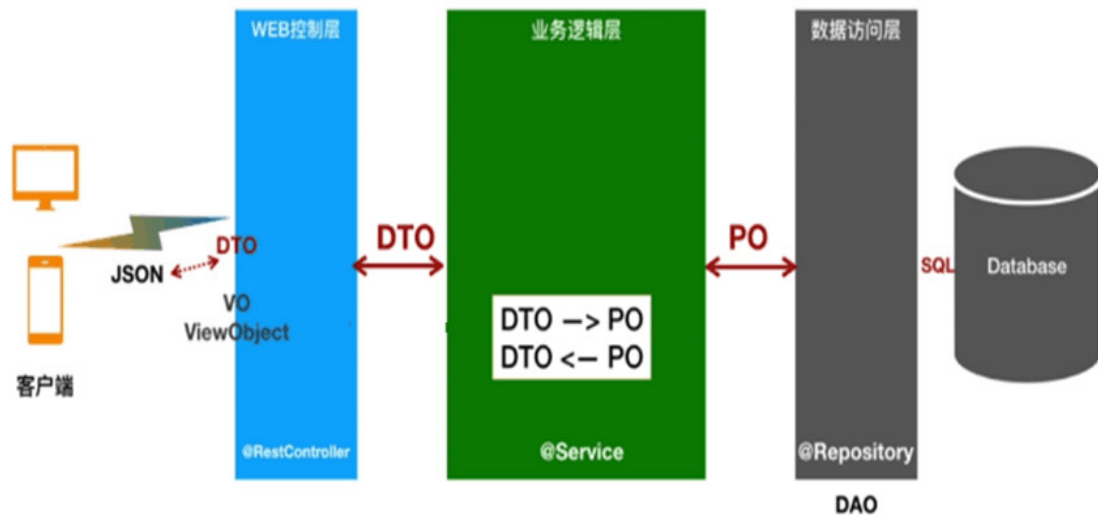 WEB控制层
业务逻辑层
数据访问层
DTO
JSON
VO
ViewObject
客户端
DTO
DTO —> PO
DTO <— PO
PO
SQL
Database
@RestController
@Service
@Repository
DAO